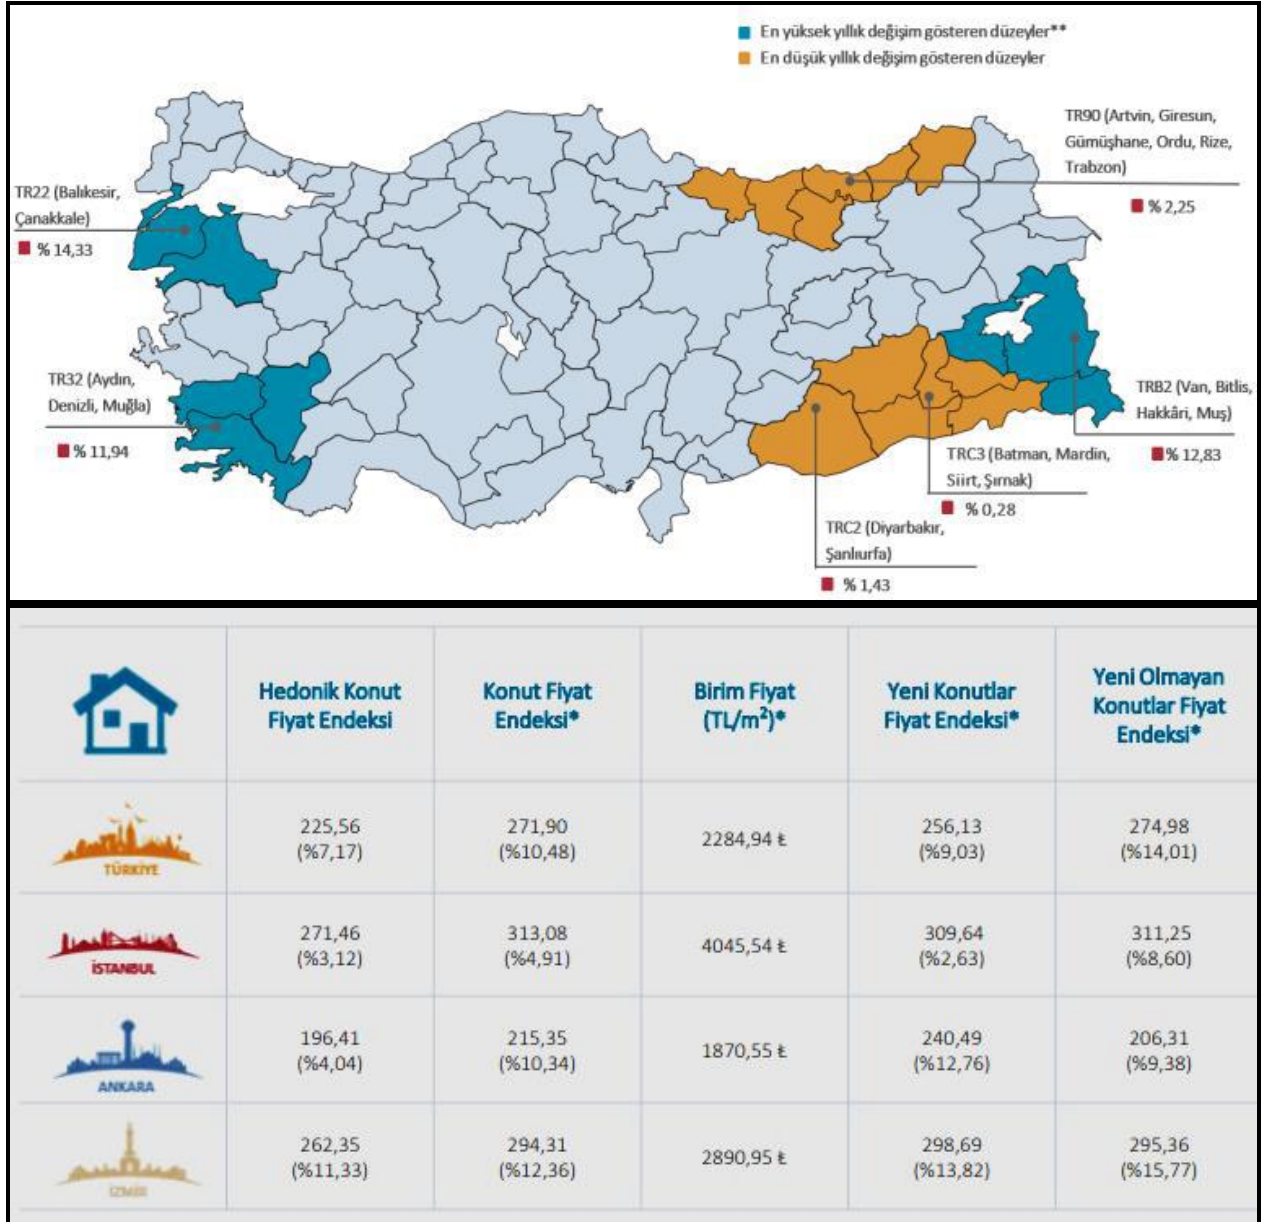 En yüksek yıllık değişim gösteren düzeyler**
En düşük yıllık değişim gösteren düzeyler
TR90 (Artvin, Giresun,
Gümüşhane, Ordu, Rize,
Trabzon)
% 2,25
TR22 (Balıkesir,
Çanakkale)
% 14,33
TR32 (Aydın,
Denizli, Muğla)
% 11,94
TRB2 (Van, Bitlis,
Hakkâri, Muş)
% 12,83
TRC3 (Batman, Mardin,
Siirt, Şırnak)
% 0,28
TRC2 (Diyarbakır,
Şanlıurfa)
% 1,43
Hedonik Konut
Fiyat Endeksi
Konut Fiyat
Endeksi*
Birim Fiyat
(TL/m²)*
Yeni Konutlar
Fiyat Endeksi*
Yeni Olmayan
Konutlar Fiyat
Endeksi*
TÜRKİYE
225,56
(%7,17)
271,90
(%10,48)
2284,94 ₺
256,13
(%9,03)
274,98
(%14,01)
İSTANBUL
271,46
(%3,12)
313,08
(%4,91)
4045,54 ₺
309,64
(%2,63)
311,25
(%8,60)
ANKARA
196,41
(%4,04)
215,35
(%10,34)
1870,55 ₺
240,49
(%12,76)
206,31
(%9,38)
İZMİR
262,35
(%11,33)
294,31
(%12,36)
2890,95 ₺
298,69
(%13,82)
295,36
(%15,77)